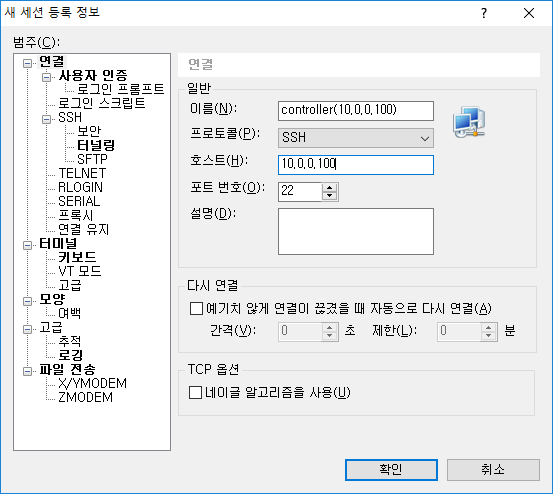 새 세션 등록 정보
범주(C):
연결
사용자 인증
로그인 프롬프트
로그인 스크립트
SSH
보안
터널링
SFTP
TELNET
RLOGIN
SERIAL
프록시
연결 유지
터미널
키보드
VT 모드
고급
모양
여백
고급
추적
로깅
파일 전송
X/YMODEM
ZMODEM
연결
일반
이름(N): controller(10.0.0.100)
프로토콜(P): SSH
호스트(H): 10.0.0.100
포트 번호(O): 22
설명(D):
다시 연결
예기치 않게 연결이 끊겼을 때 자동으로 다시 연결(A)
간격(V): 0 초 제한(L): 0 분
TCP 옵션
네이글 알고리즘을 사용(U)
확인 취소